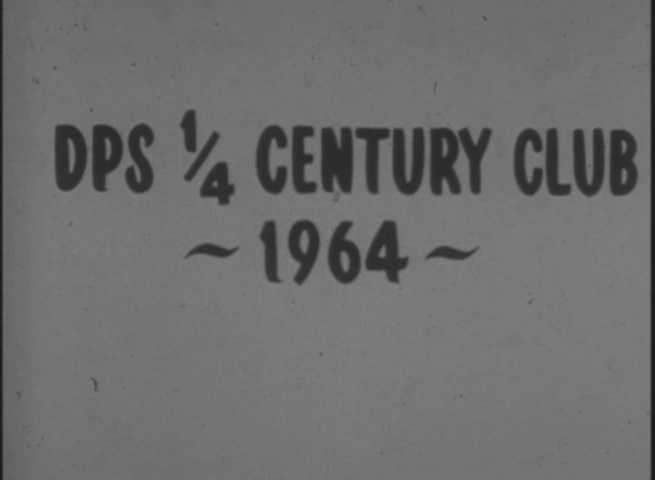 DPS ¼ CENTURY CLUB
~ 1964 ~